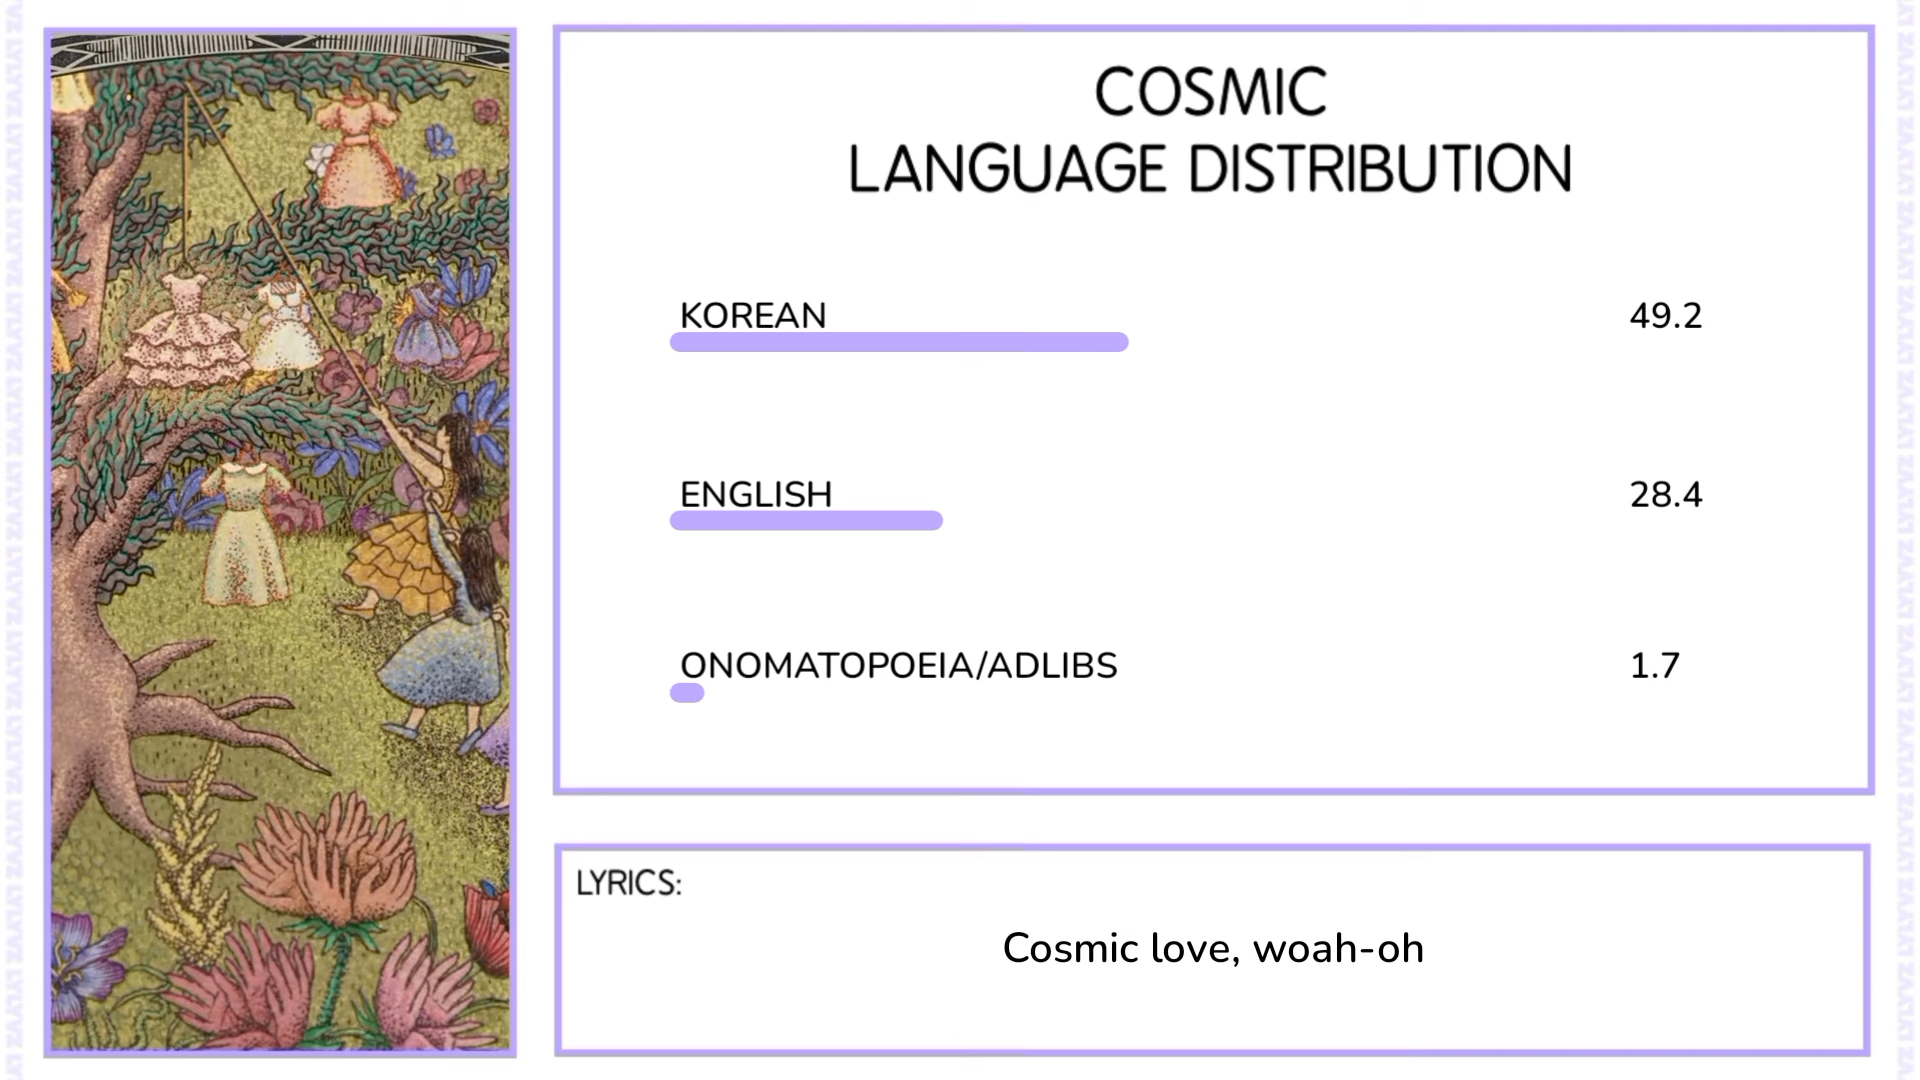 COSMIC
LANGUAGE DISTRIBUTION
KOREAN 49.2
ENGLISH 28.4
ONOMATOPOEIA/ADLIBS 1.7
LYRICS:
Cosmic love, woah-oh